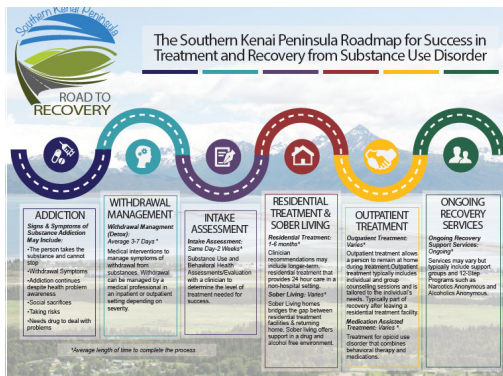 Southern Kenai Peninsula
ROAD TO
RECOVERY
The Southern Kenai Peninsula Roadmap for Success in
Treatment and Recovery from Substance Use Disorder
ADDICTION
Signs & Symptoms of
Substance Addiction
May Include:
•The person takes the
substance and cannot
stop
•Withdrawal Symptoms
•Addiction continues
despite health problem
awareness
•Social sacrifices
•Taking risks
•Needs drug to deal with
problems
WITHDRAWAL
MANAGEMENT
Withdrawal Managment
(Detox):
Average 3-7 Days *
Medical interventions to
manage symptoms of
withdrawal from
substances. Withdrawal
can be managed by a
medical professional in
an inpatient or outpatient
setting depending on
severity.
INTAKE
ASSESSMENT
Intake Assessment:
Same Day-2 Weeks*
Substance Use and
Behavioral Health
Assessments/Evaluation
with a clinician to
determine the level of
treatment needed for success.
RESIDENTIAL
TREATMENT &
SOBER LIVING
Residential Treatment:
1-6 months*
Clinician
recommendations may
include longer-term,
residential treatment that
provides 24 hour care in a
non-hospital setting.
Sober Living: Varies*
Sober Living homes
bridges the gap between
residential treatment
facilities & returning
home. Sober living offers
support in a drug and
alcohol free environment.
OUTPATIENT
TREATMENT
Outpatient Treatment:
Varies*
Outpatient treatment allows
a person to remain at home
during treatment.Outpatient
treatment typically includes
individual and group
counselling sessions and is
tailored to the individual's
needs. Typically part of
recovery after leaving a
residential treatment facility.
Medication Assisted
Treatment: Varies *
Treatment for opioid use
disorder that combines
behavioral therapy and
medications.
ONGOING
RECOVERY
SERVICES
Ongoing Recovery
Support Services:
Ongoing*
Services may vary but
typically include support
groups and 12-Step
Programs such as
Narcotics Anonymous and
Alcoholics Anonymous.
*Average length of time to complete the process